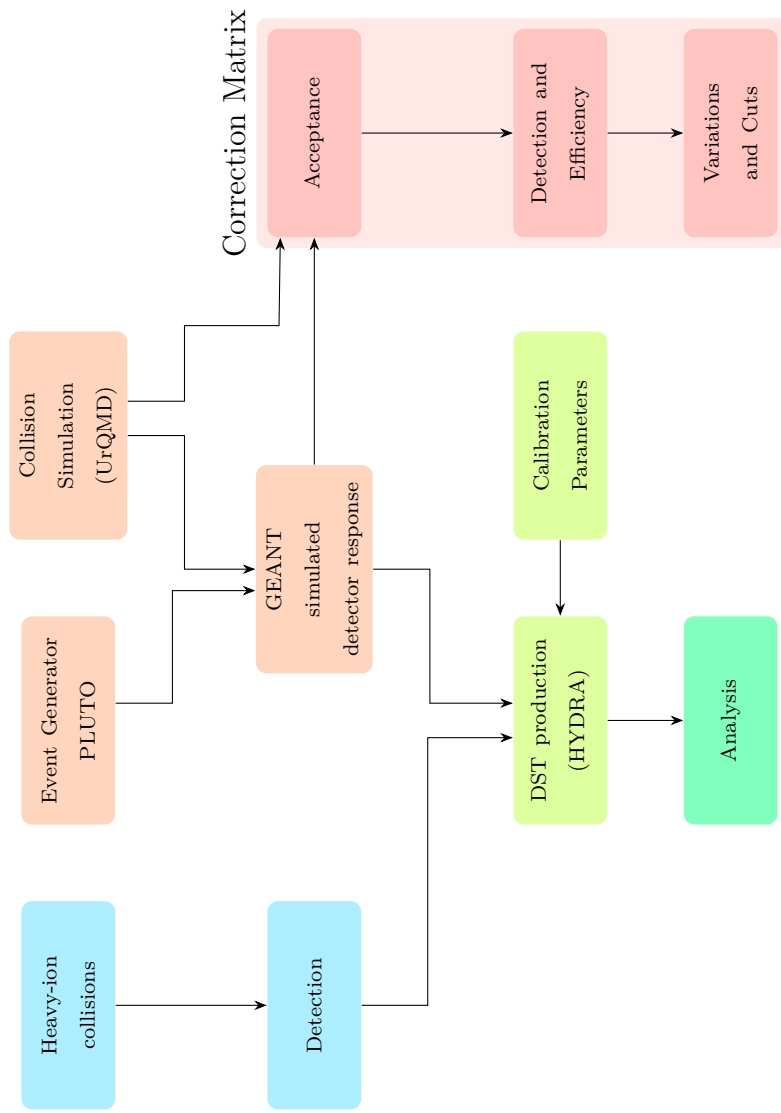 Heavy-ion
collisions
Event Generator
PLUTO
Collision
Simulation
(UrQMD)
Correction Matrix
Detection
GEANT
simulated
detector response
Acceptance
DST production
(HYDRA)
Calibration
Parameters
Detection and
Efficiency
Analysis
Variations
and Cuts